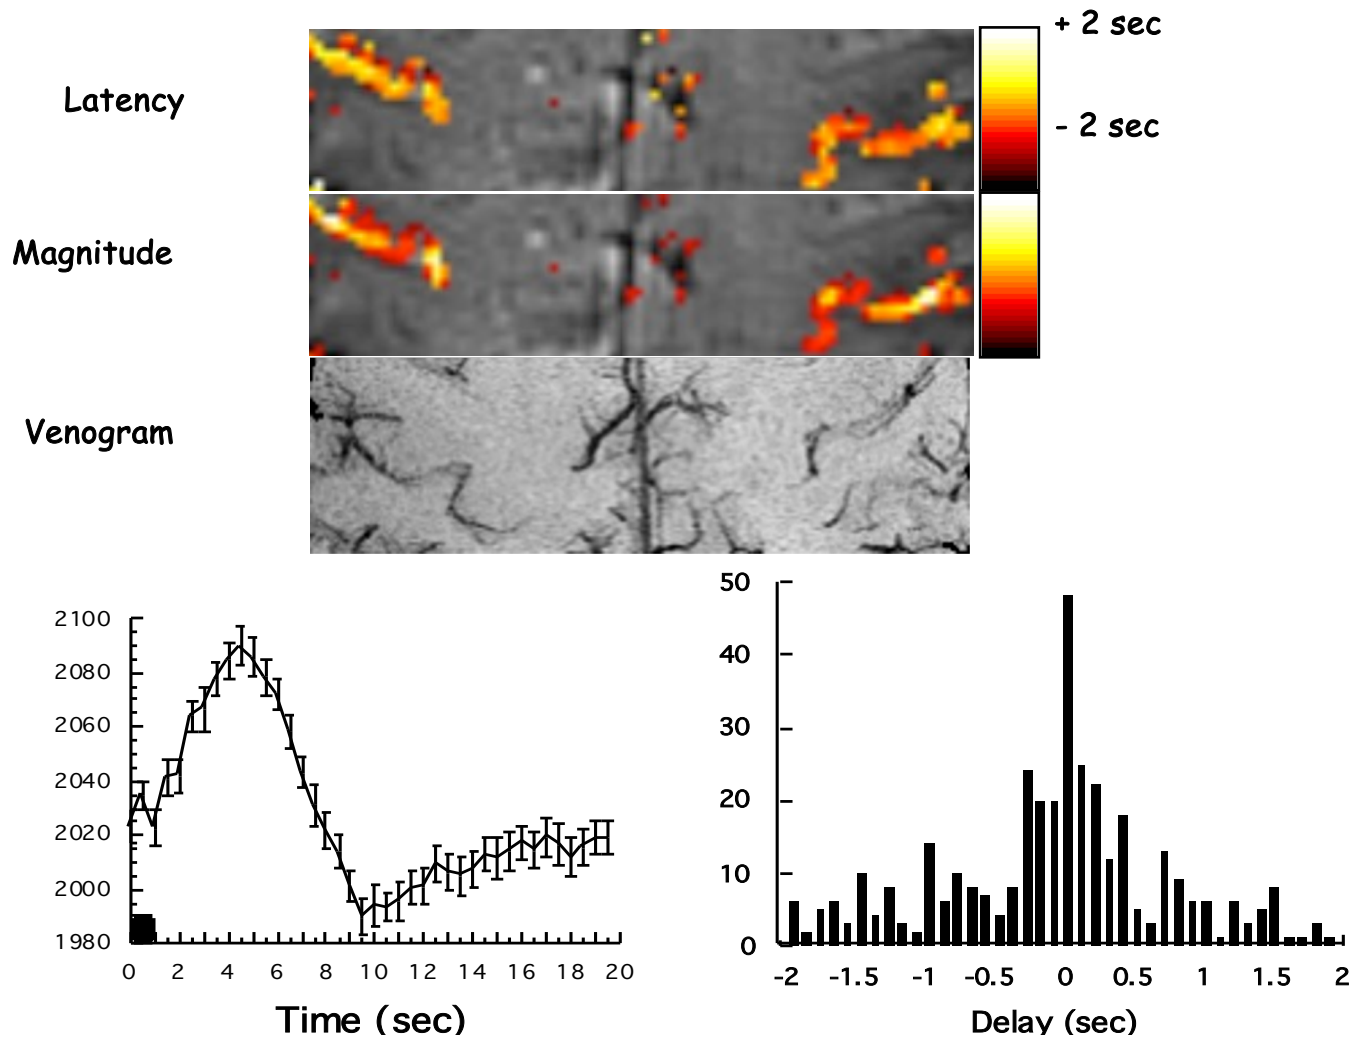 + 2 sec
Latency
- 2 sec
Magnitude
Venogram
2100
2080
2060
2040
2020
2000
1980
0 2 4 6 8 10 12 14 16 18 20
Time (sec)
50
40
30
20
10
0
-2 -1.5 -1 -0.5 0 0.5 1 1.5 2
Delay (sec)